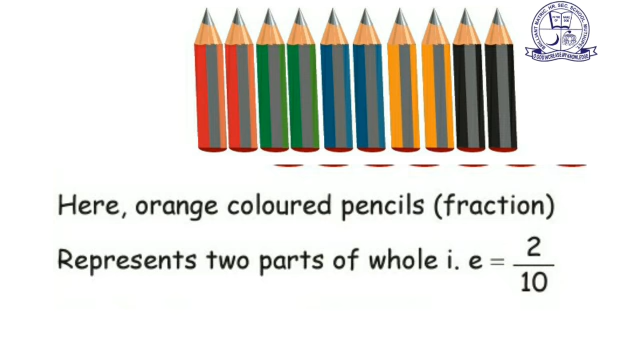 Here, orange coloured pencils (fraction)
Represents two parts of whole i. e = 2/10